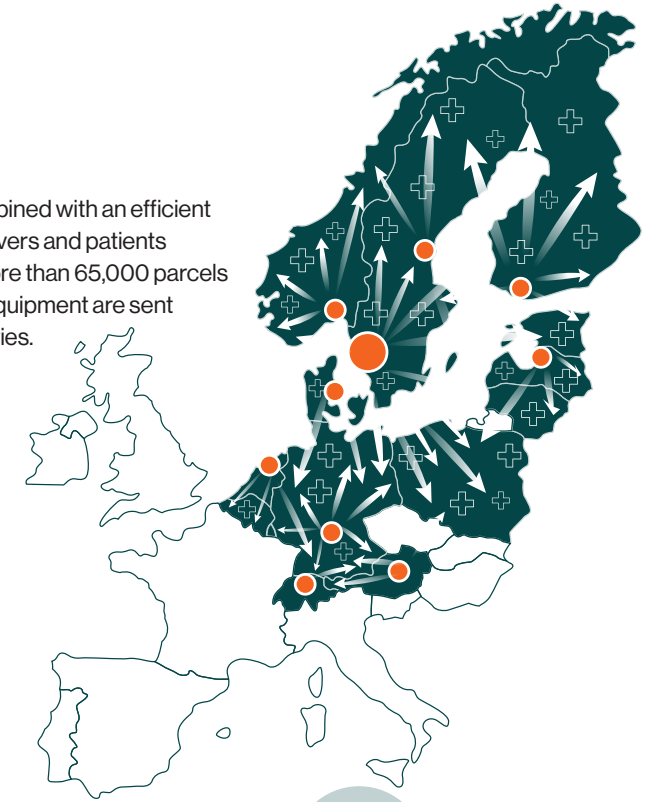 bined with an efficient
vers and patients
re than 65,000 parcels
quipment are sent
ies.